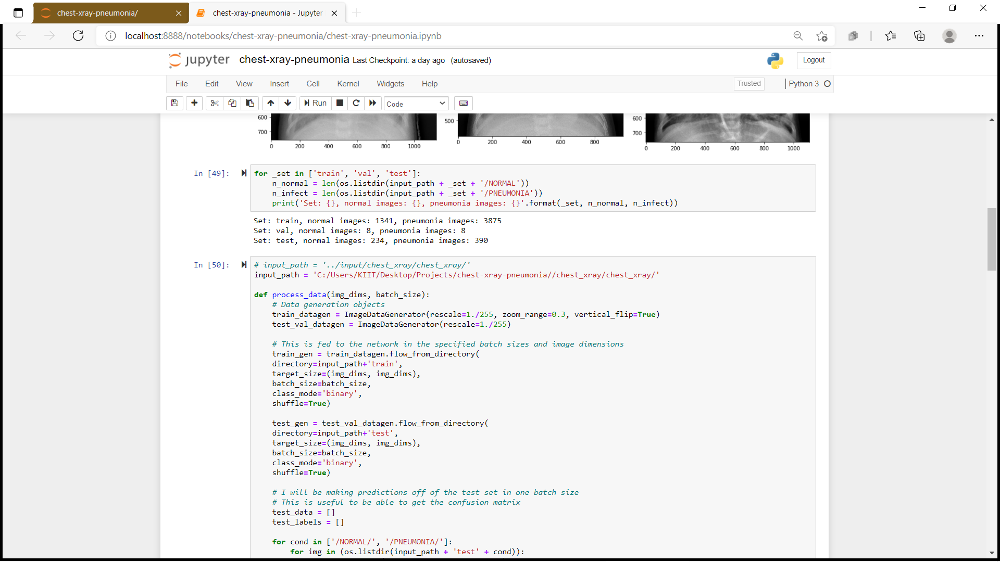 chest-xray-pneumonia/
chest-xray-pneumonia - Jupyter
localhost:8888/notebooks/chest-xray-pneumonia/chest-xray-pneumonia.ipynb
jupyter chest-xray-pneumonia Last Checkpoint: a day ago (autosaved)
Logout
File Edit View Insert Cell Kernel Widgets Help
Trusted
Python 3
Run
Code
600
700
0 200 400 600 800 1000
500
0 200 400 600 800
600
700
0 200 400 600 800 1000
In [49]:
for _set in ['train', 'val', 'test']:
    n_normal = len(os.listdir(input_path + _set + '/NORMAL'))
    n_infect = len(os.listdir(input_path + _set + '/PNEUMONIA'))
    print('Set: {}, normal images: {}, pneumonia images: {}'.format(_set, n_normal, n_infect))
Set: train, normal images: 1341, pneumonia images: 3875
Set: val, normal images: 8, pneumonia images: 8
Set: test, normal images: 234, pneumonia images: 390
In [50]:
# input_path = '../input/chest_xray/chest_xray/'
input_path = 'C:/Users/KIIT/Desktop/Projects/chest-xray-pneumonia//chest_xray/chest_xray/'
def process_data(img_dims, batch_size):
    # Data generation objects
    train_datagen = ImageDataGenerator(rescale=1./255, zoom_range=0.3, vertical_flip=True)
    test_val_datagen = ImageDataGenerator(rescale=1./255)
    # This is fed to the network in the specified batch sizes and image dimensions
    train_gen = train_datagen.flow_from_directory(
    directory=input_path+'train',
    target_size=(img_dims, img_dims),
    batch_size=batch_size,
    class_mode='binary',
    shuffle=True)
    test_gen = test_val_datagen.flow_from_directory(
    directory=input_path+'test',
    target_size=(img_dims, img_dims),
    batch_size=batch_size,
    class_mode='binary',
    shuffle=True)
    # I will be making predictions off of the test set in one batch size
    # This is useful to be able to get the confusion matrix
    test_data = []
    test_labels = []
    for cond in ['/NORMAL/', '/PNEUMONIA/']:
        for img in (os.listdir(input_path + 'test' + cond)):